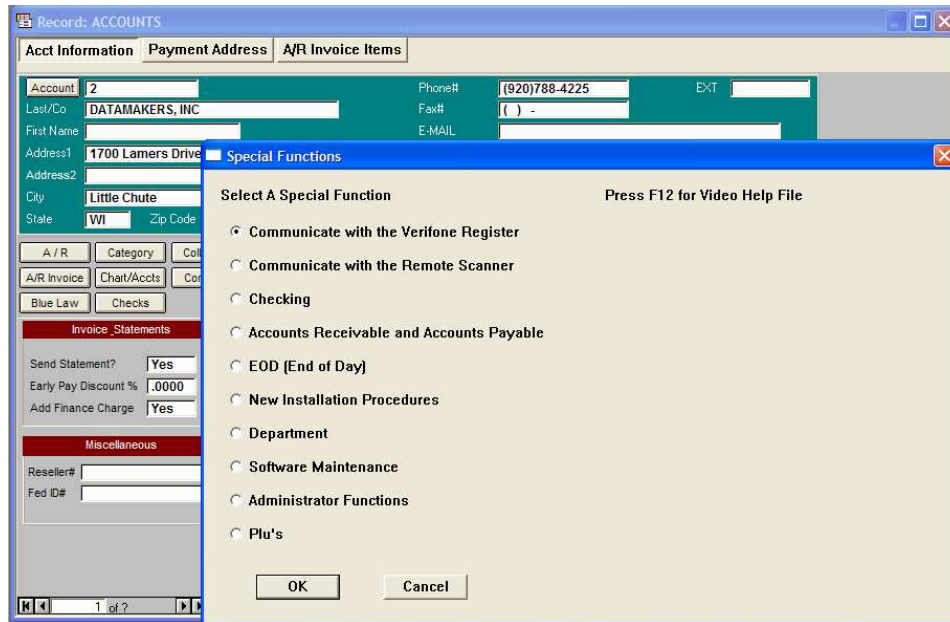 Record: ACCOUNTS
Acct Information Payment Address A/R Invoice Items
Account 2 Phone# (920)788-4225 EXT
Last/Co DATAMAKERS, INC Fax# ( ) -
First Name E-MAIL
Address1 1700 Lamers Drive
Address2
City Little Chute
State WI Zip Code
Special Functions
Select A Special Function Press F12 for Video Help File
Communicate with the Verifone Register
Communicate with the Remote Scanner
Checking
Accounts Receivable and Accounts Payable
EOD (End of Day)
New Installation Procedures
Department
Software Maintenance
Administrator Functions
Plu's
OK Cancel
A / R Category Coll
A/R Invoice Chart/Accts Cor
Blue Law Checks
Invoice_Statements
Send Statement? Yes
Early Pay Discount % .0000
Add Finance Charge Yes
Miscellaneous
Reseller#
Fed ID#
1 of ?